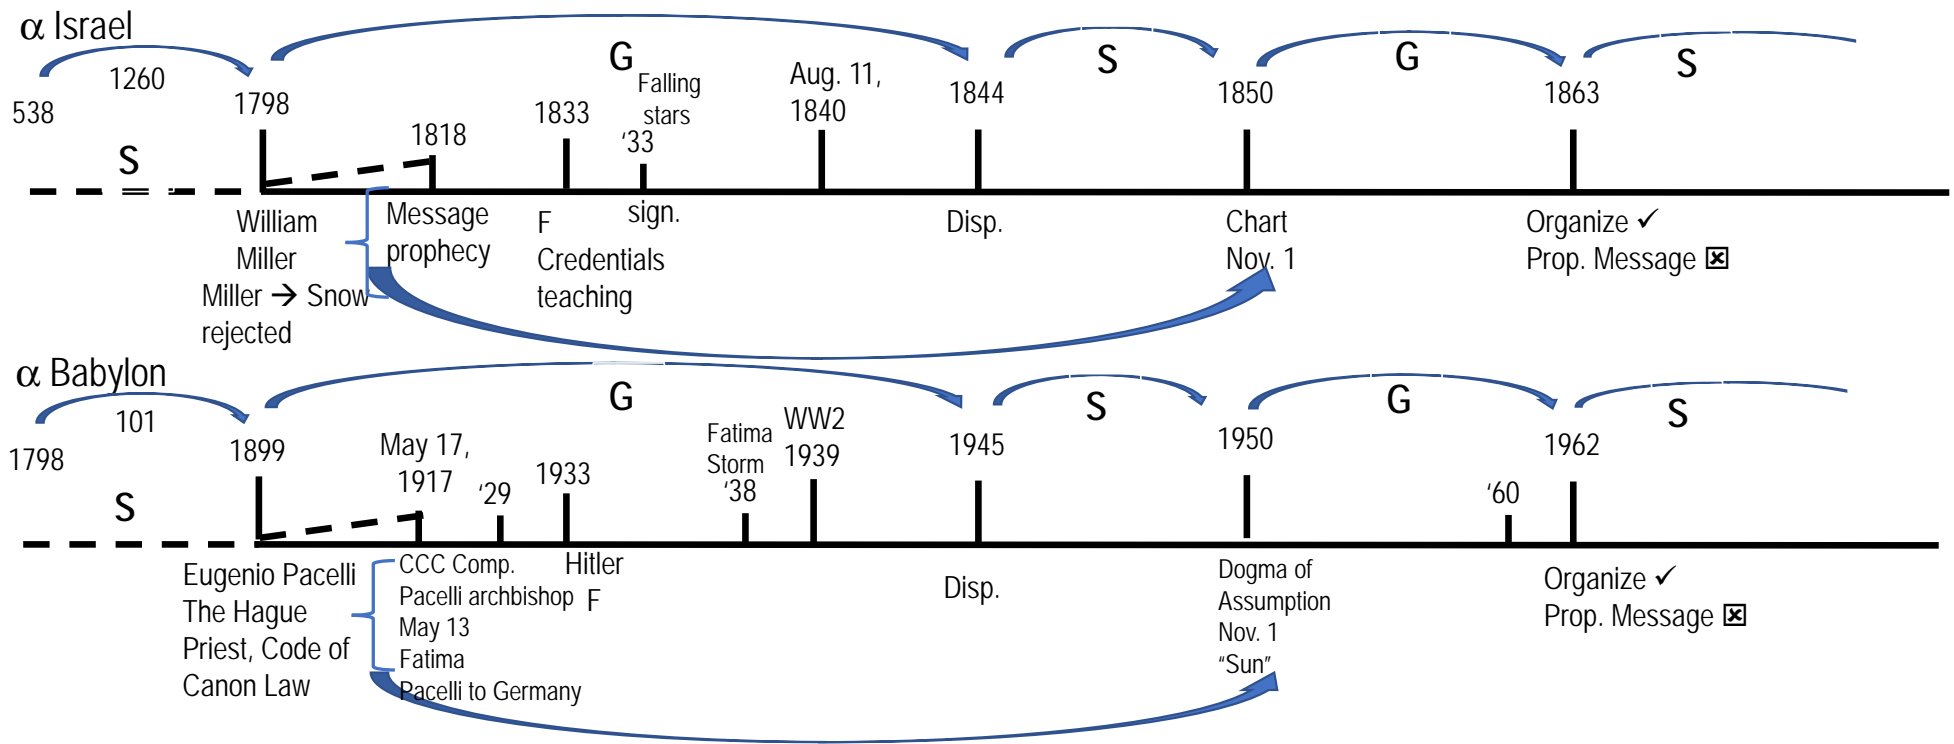 α Israel
1260
538
S
1798
G
1818
1833
Falling
stars
‘33
Aug. 11,
1840
1844
S
1850
G
1863
S
William
Miller
Miller → Snow
rejected
Message
prophecy
F
Credentials
teaching
sign.
Disp.
Chart
Nov. 1
Organize ✓
Prop. Message ☒
α Babylon
101
1798
S
1899
G
May 17,
1917
‘29
1933
Fatima
Storm
‘38
WW2
1939
1945
S
1950
G
‘60
1962
S
Eugenio Pacelli
The Hague
Priest, Code of
Canon Law
CCC Comp.
Pacelli archbishop
May 13
Fatima
Pacelli to Germany
Hitler
F
Disp.
Dogma of
Assumption
Nov. 1
“Sun”
Organize ✓
Prop. Message ☒